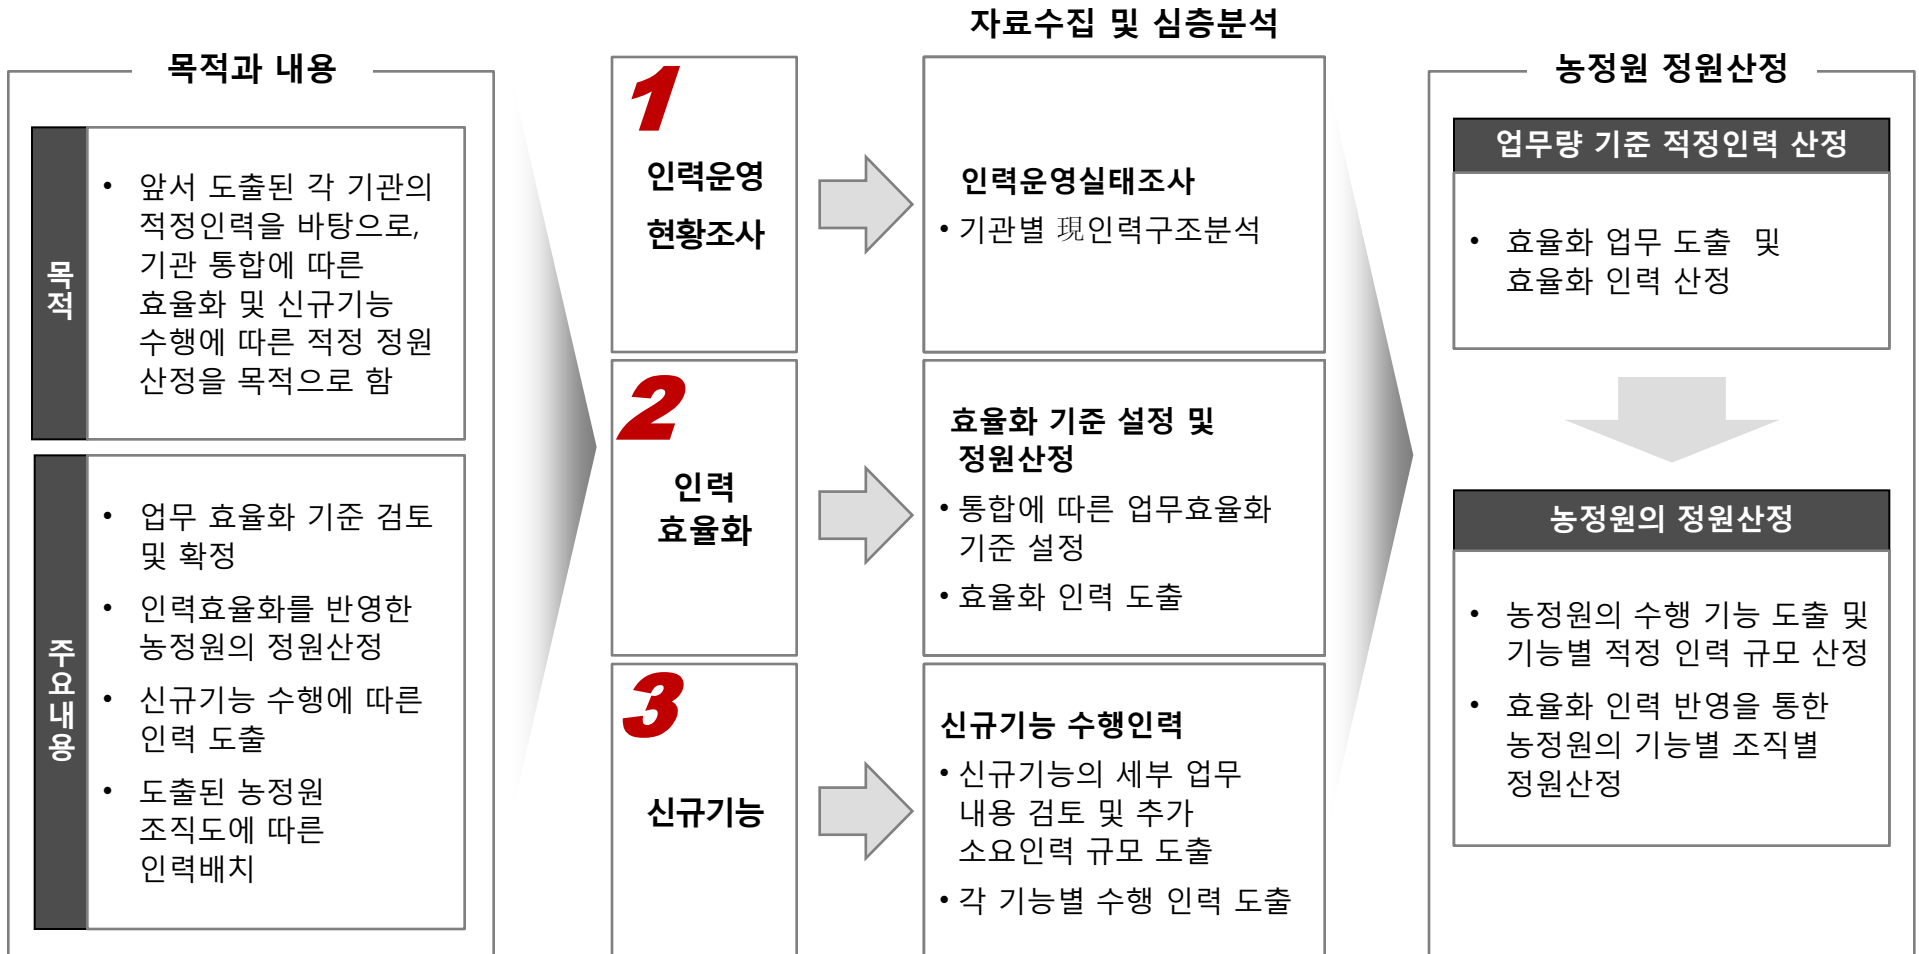 목적과 내용
목적
• 앞서 도출된 각 기관의
적정인력을 바탕으로,
기관 통합에 따른
효율화 및 신규기능
수행에 따른 적정 정원
산정을 목적으로 함
주요내용
• 업무 효율화 기준 검토
및 확정
• 인력효율화를 반영한
농정원의 정원산정
• 신규기능 수행에 따른
인력 도출
• 도출된 농정원
조직도에 따른
인력배치
자료수집 및 심층분석
1
인력운영
현황조사
인력운영실태조사
• 기관별 現인력구조분석
2
인력
효율화
효율화 기준 설정 및
정원산정
• 통합에 따른 업무효율화
기준 설정
• 효율화 인력 도출
3
신규기능
신규기능 수행인력
• 신규기능의 세부 업무
내용 검토 및 추가
소요인력 규모 도출
• 각 기능별 수행 인력 도출
농정원 정원산정
업무량 기준 적정인력 산정
• 효율화 업무 도출 및
효율화 인력 산정
농정원의 정원산정
• 농정원의 수행 기능 도출 및
기능별 적정 인력 규모 산정
• 효율화 인력 반영을 통한
농정원의 기능별 조직별
정원산정